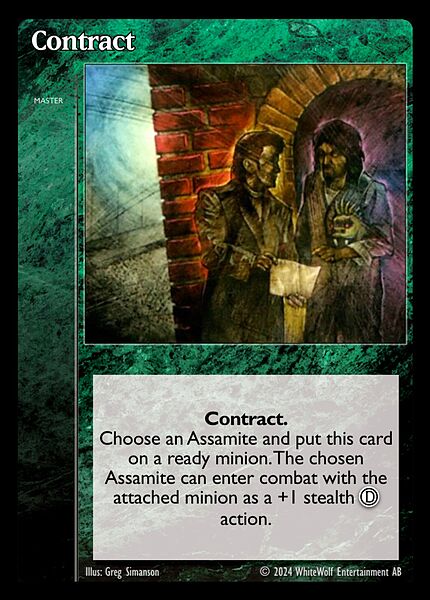 Contract
MASTER
Contract.
Choose an Assamite and put this card
on a ready minion.The chosen
Assamite can enter combat with the
attached minion as a +1 stealth Ⓓ
action.
Illus: Greg Simanson
© 2024 WhiteWolf Entertainment AB